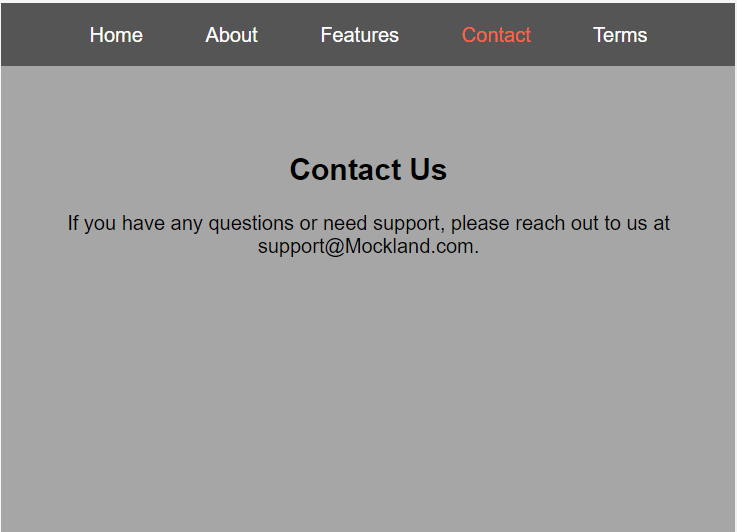 Home About Features Contact Terms
Contact Us
If you have any questions or need support, please reach out to us at
support@Mockland.com.